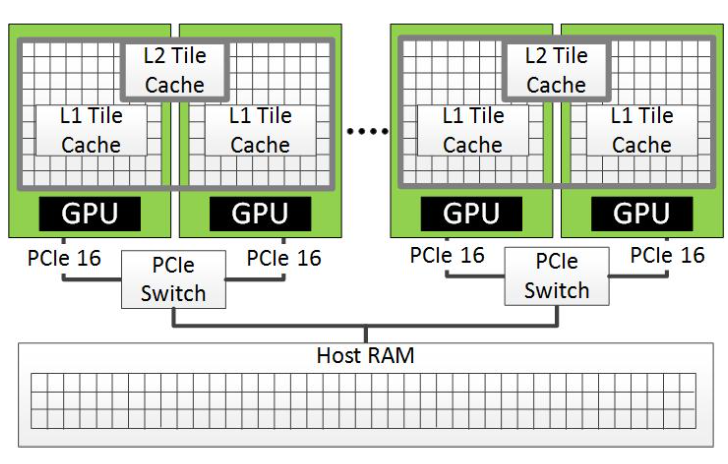 L2 Tile
Cache
L2 Tile
Cache
L1 Tile
Cache
L1 Tile
Cache
L1 Tile
Cache
L1 Tile
Cache
GPU
GPU
GPU
GPU
PCIe 16
PCIe 16
PCIe 16
PCIe 16
PCIe
Switch
PCIe
Switch
Host RAM